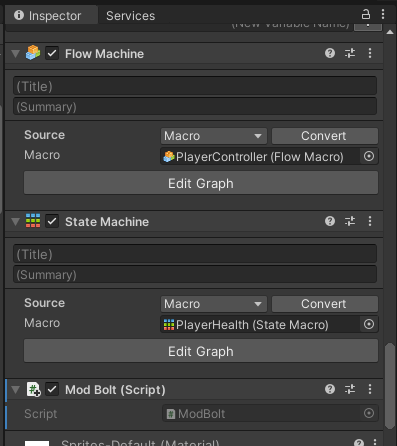 Inspector Services
(New Variable Name)
Flow Machine
(Title)
(Summary)
Source Macro Convert
Macro PlayerController (Flow Macro)
Edit Graph
State Machine
(Title)
(Summary)
Source Macro Convert
Macro PlayerHealth (State Macro)
Edit Graph
Mod Bolt (Script)
Script ModBolt
Sprites-Default (Material)